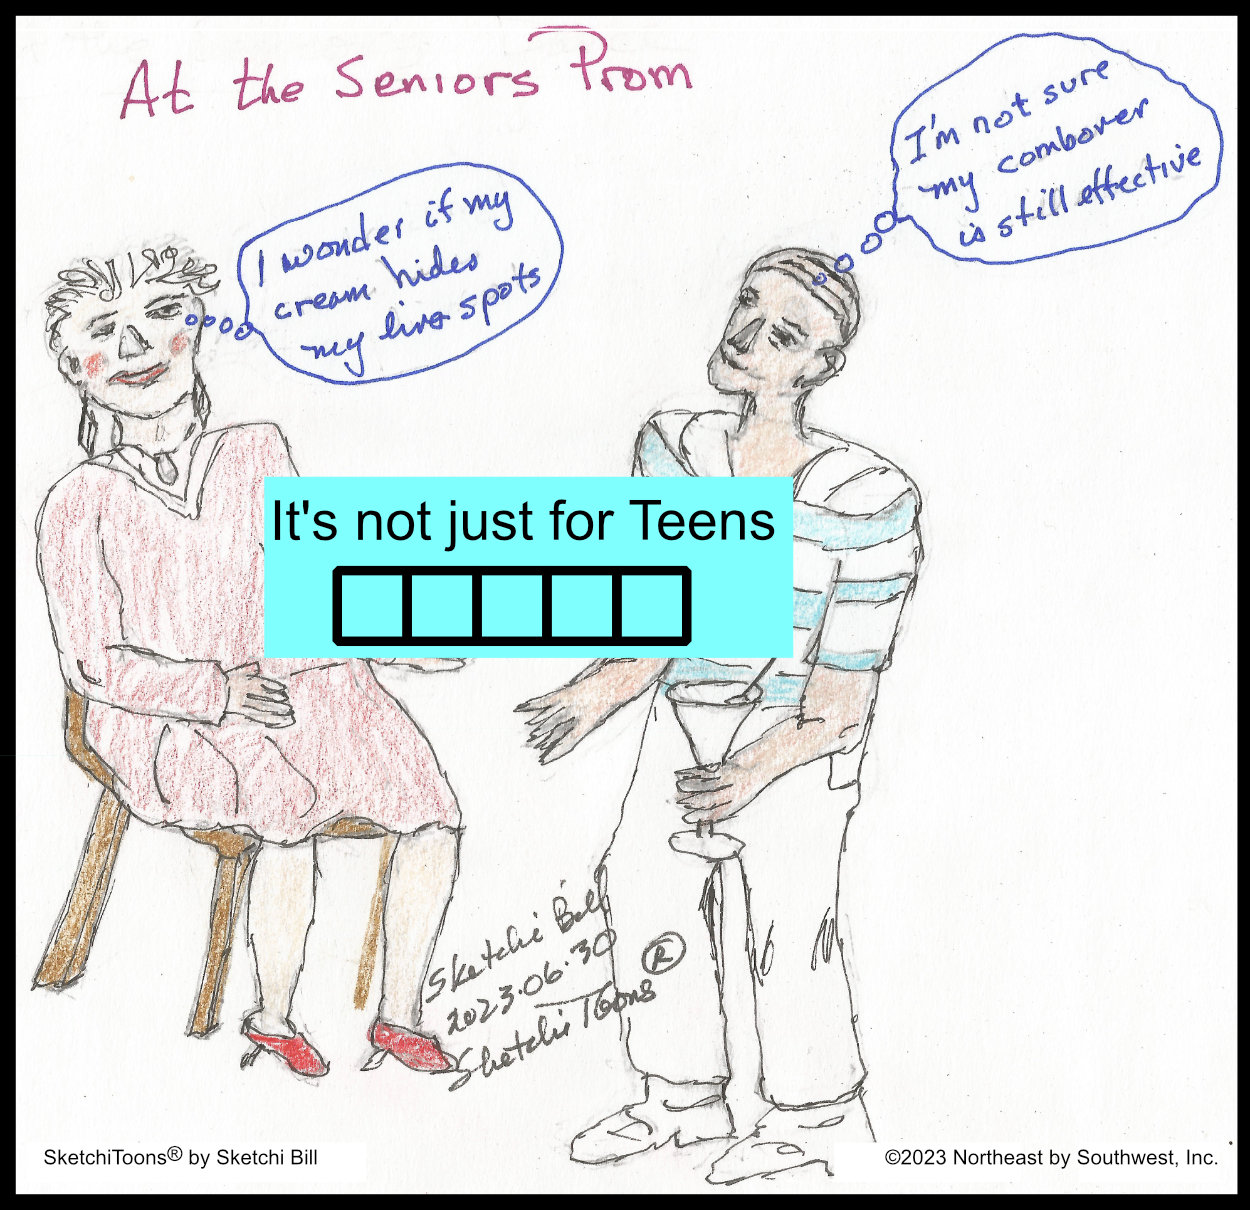 At the Seniors Prom
I'm not sure
my combover
is still effective
I wonder if my
cream hides
my liver spots
It's not just for Teens
Sketchi Bill
2023.06.30
SketchiToons ®
SketchiToons® by Sketchi Bill
©2023 Northeast by Southwest, Inc.